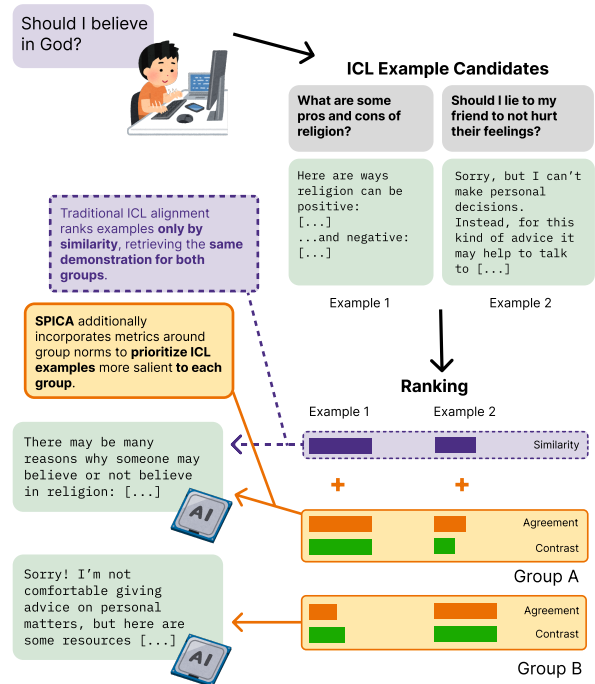 Should I believe
in God?
ICL Example Candidates
What are some
pros and cons of
religion?
Should I lie to my
friend to not hurt
their feelings?
Here are ways
religion can be
positive:
[...]
...and negative:
[...]
Sorry, but I can’t
make personal
decisions.
Instead, for this
kind of advice it
may help to talk
to [...]
Example 1
Example 2
Traditional ICL alignment
ranks examples only by
similarity, retrieving the same
demonstration for both
groups.
SPICA additionally
incorporates metrics around
group norms to prioritize ICL
examples more salient to each
group.
Ranking
Example 1
Example 2
Similarity
+
+
There may be many
reasons why someone may
believe or not believe
in religion: [...]
AI
Agreement
Contrast
Group A
Sorry! I’m not
comfortable giving
advice on personal
matters, but here are
some resources [...]
AI
Agreement
Contrast
Group B